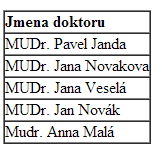 Jmena doktoru
MUDr. Pavel Janda
MUDr. Jana Novakova
MUDr. Jana Veselá
MUDr. Jan Novák
Mudr. Anna Malá